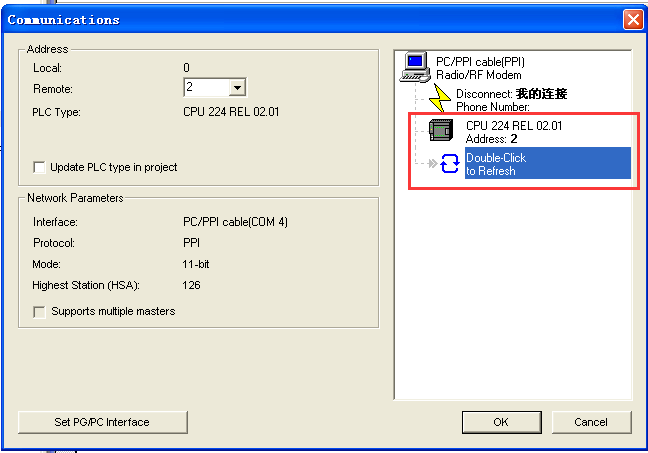 Communications
Address
Local: 0
Remote: 2
PLC Type: CPU 224 REL 02.01
Update PLC type in project
Network Parameters
Interface: PC/PPI cable(COM 4)
Protocol: PPI
Mode: 11-bit
Highest Station (HSA): 126
Supports multiple masters
Set PG/PC Interface
PC/PPI cable(PPI)
Radio/RF Modem
Disconnect: 我的连接
Phone Number:
CPU 224 REL 02.01
Address: 2
Double-Click
to Refresh
OK
Cancel